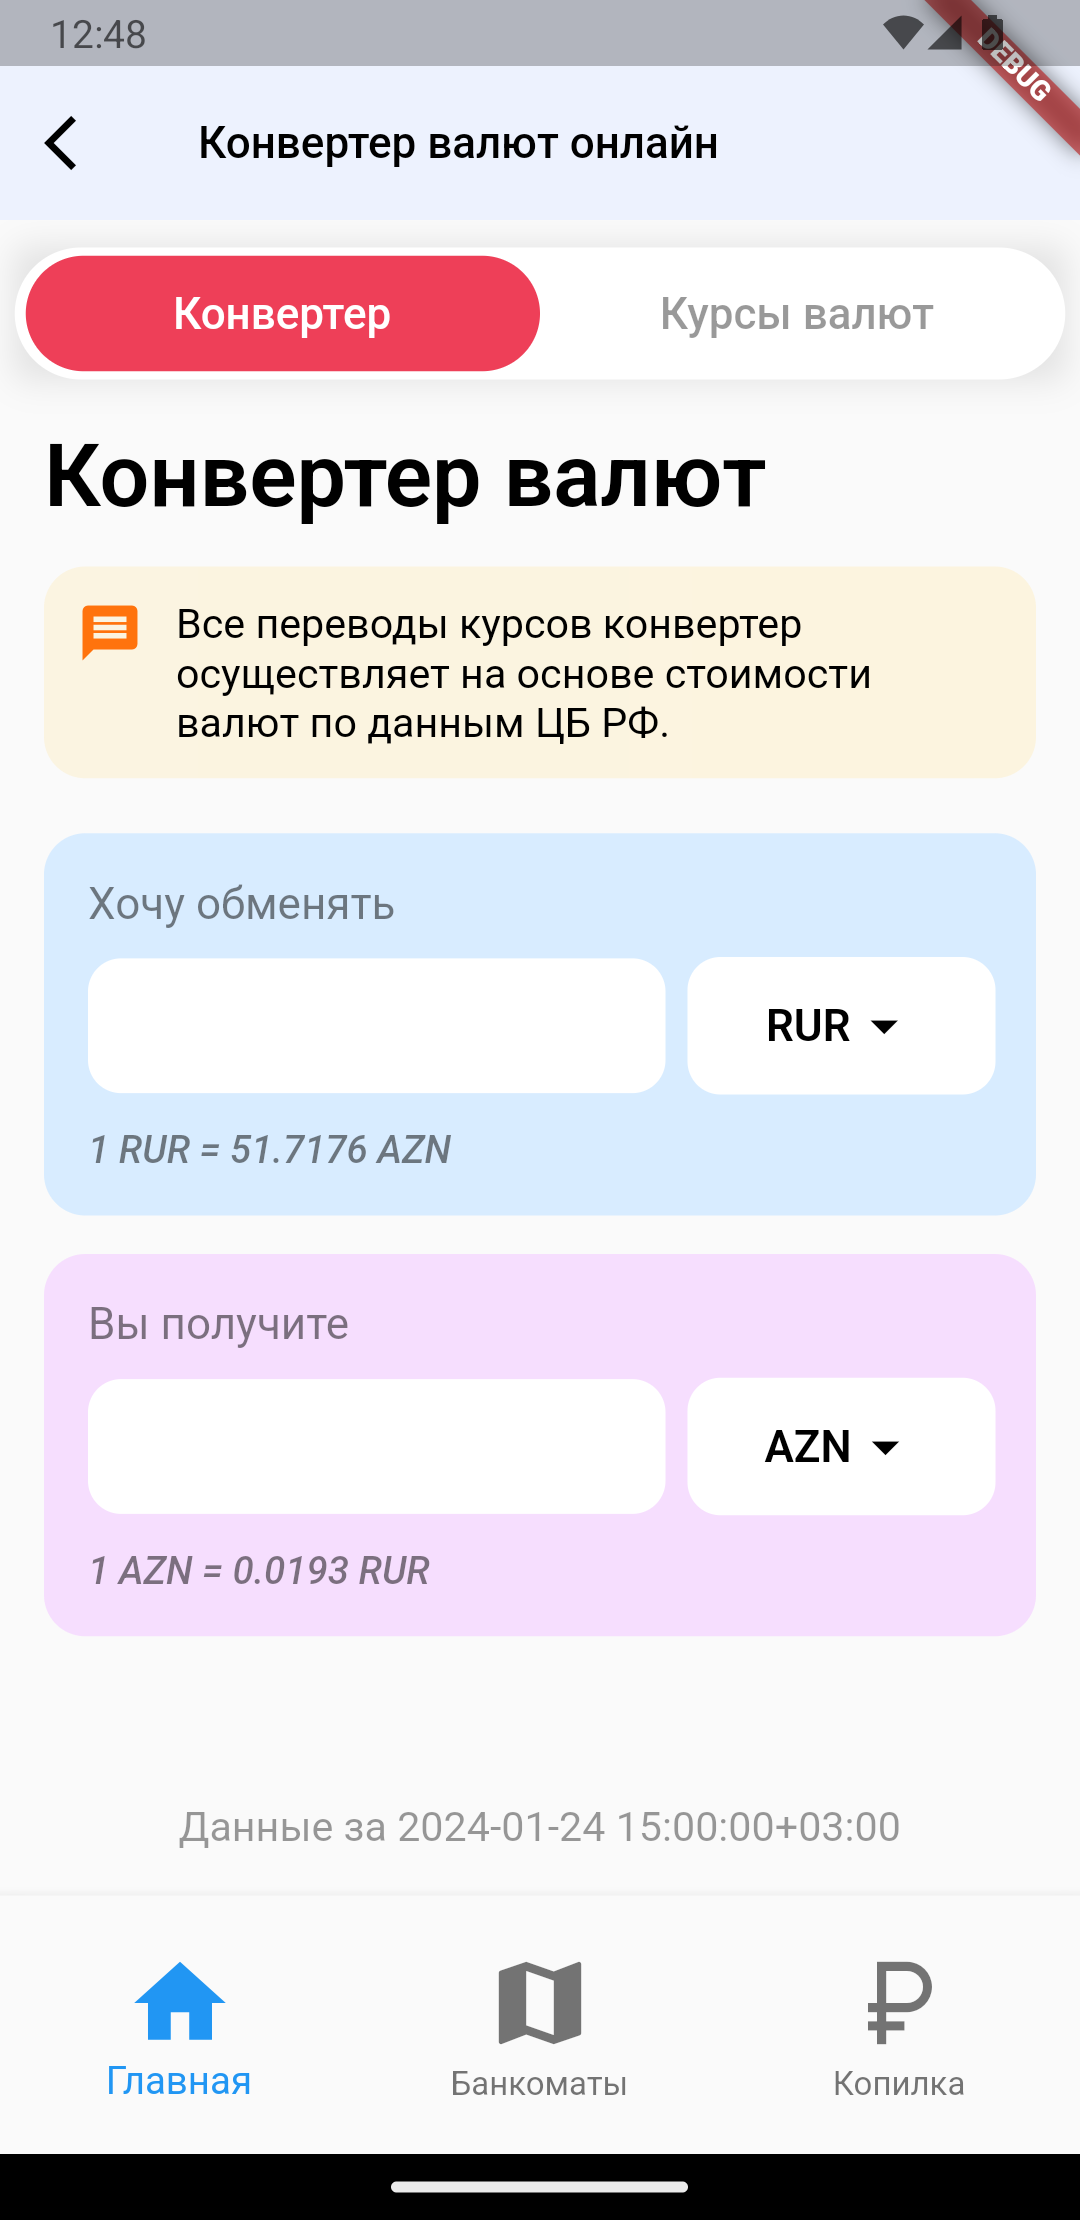 12:48
DEBUG
Конвертер валют онлайн
Конвертер
Курсы валют
Конвертер валют
Все переводы курсов конвертер
осуществляет на основе стоимости
валют по данным ЦБ РФ.
Хочу обменять
RUR
1 RUR = 51.7176 AZN
Вы получите
AZN
1 AZN = 0.0193 RUR
Данные за 2024-01-24 15:00:00+03:00
Главная
Банкоматы
Копилка